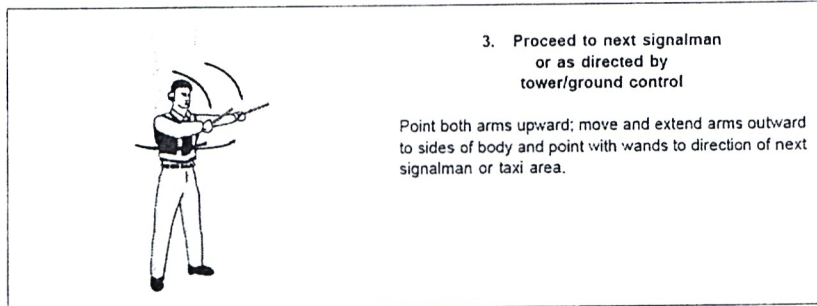 3. Proceed to next signalman
or as directed by
tower/ground control
Point both arms upward; move and extend arms outward
to sides of body and point with wands to direction of next
signalman or taxi area.